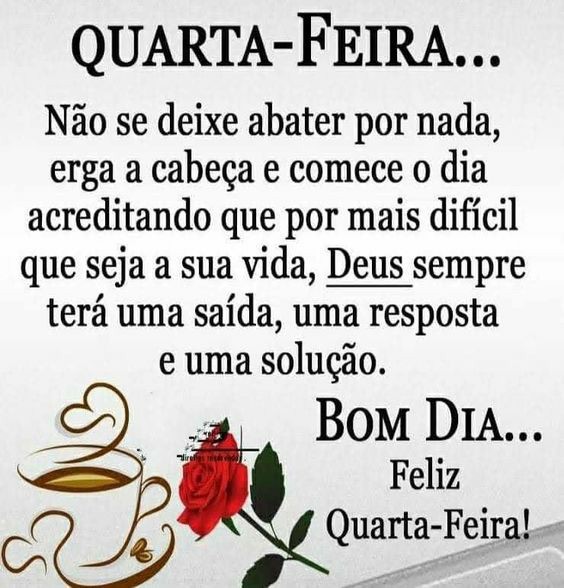 QUARTA-FEIRA...
Não se deixe abater por nada,
erga a cabeça e comece o dia
acreditando que por mais difícil
que seja a sua vida, Deus sempre
terá uma saída, uma resposta
e uma solução.
BOM DIA...
Feliz
Quarta-Feira!